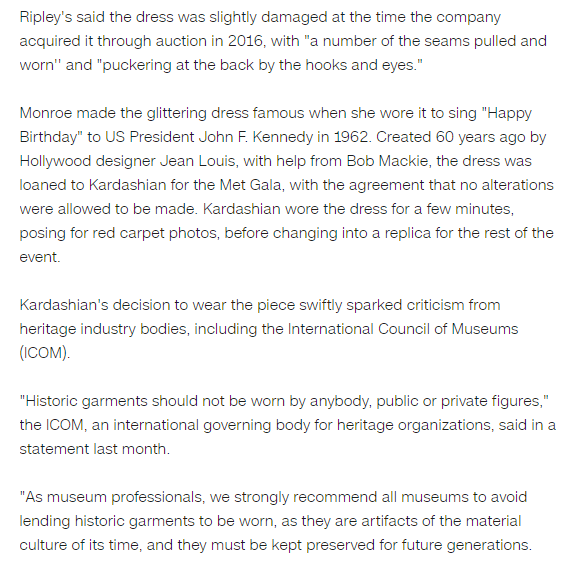 Ripley's said the dress was slightly damaged at the time the company
acquired it through auction in 2016, with "a number of the seams pulled and
worn'' and "puckering at the back by the hooks and eyes."
Monroe made the glittering dress famous when she wore it to sing "Happy
Birthday" to US President John F. Kennedy in 1962. Created 60 years ago by
Hollywood designer Jean Louis, with help from Bob Mackie, the dress was
loaned to Kardashian for the Met Gala, with the agreement that no alterations
were allowed to be made. Kardashian wore the dress for a few minutes,
posing for red carpet photos, before changing into a replica for the rest of the
event.
Kardashian's decision to wear the piece swiftly sparked criticism from
heritage industry bodies, including the International Council of Museums
(ICOM).
"Historic garments should not be worn by anybody, public or private figures,"
the ICOM, an international governing body for heritage organizations, said in a
statement last month.
"As museum professionals, we strongly recommend all museums to avoid
lending historic garments to be worn, as they are artifacts of the material
culture of its time, and they must be kept preserved for future generations.